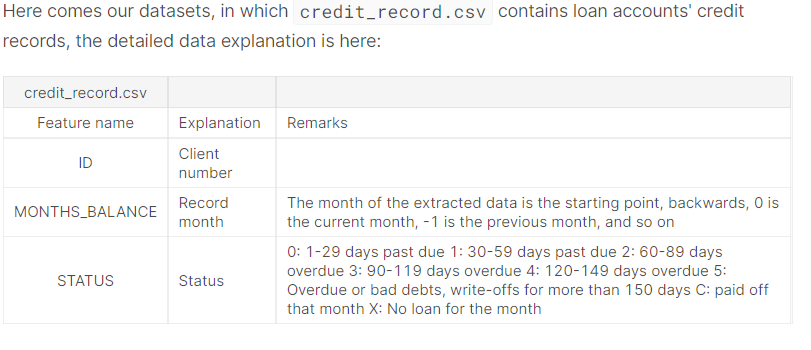 Here comes our datasets, in which credit_record.csv contains loan accounts' credit
records, the detailed data explanation is here:
credit_record.csv
Feature name Explanation Remarks
ID Client number
MONTHS_BALANCE Record month The month of the extracted data is the starting point, backwards, 0 is
the current month, -1 is the previous month, and so on
STATUS Status 0: 1-29 days past due 1: 30-59 days past due 2: 60-89 days
overdue 3: 90-119 days overdue 4: 120-149 days overdue 5:
Overdue or bad debts, write-offs for more than 150 days C: paid off
that month X: No loan for the month